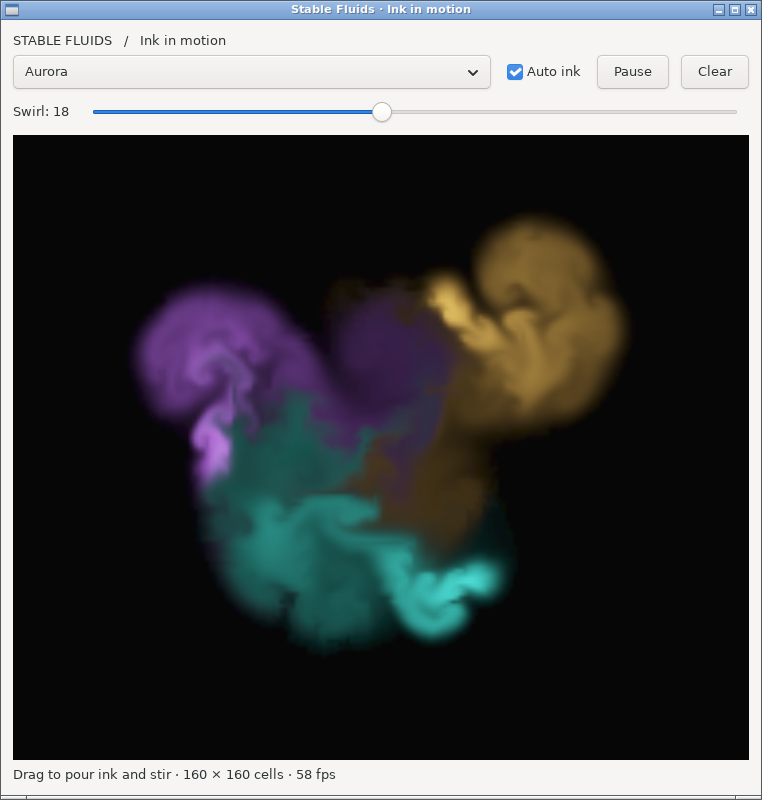 Stable Fluids · Ink in motion
STABLE FLUIDS / Ink in motion
Aurora
Auto ink
Pause
Clear
Swirl: 18
Drag to pour ink and stir · 160 × 160 cells · 58 fps